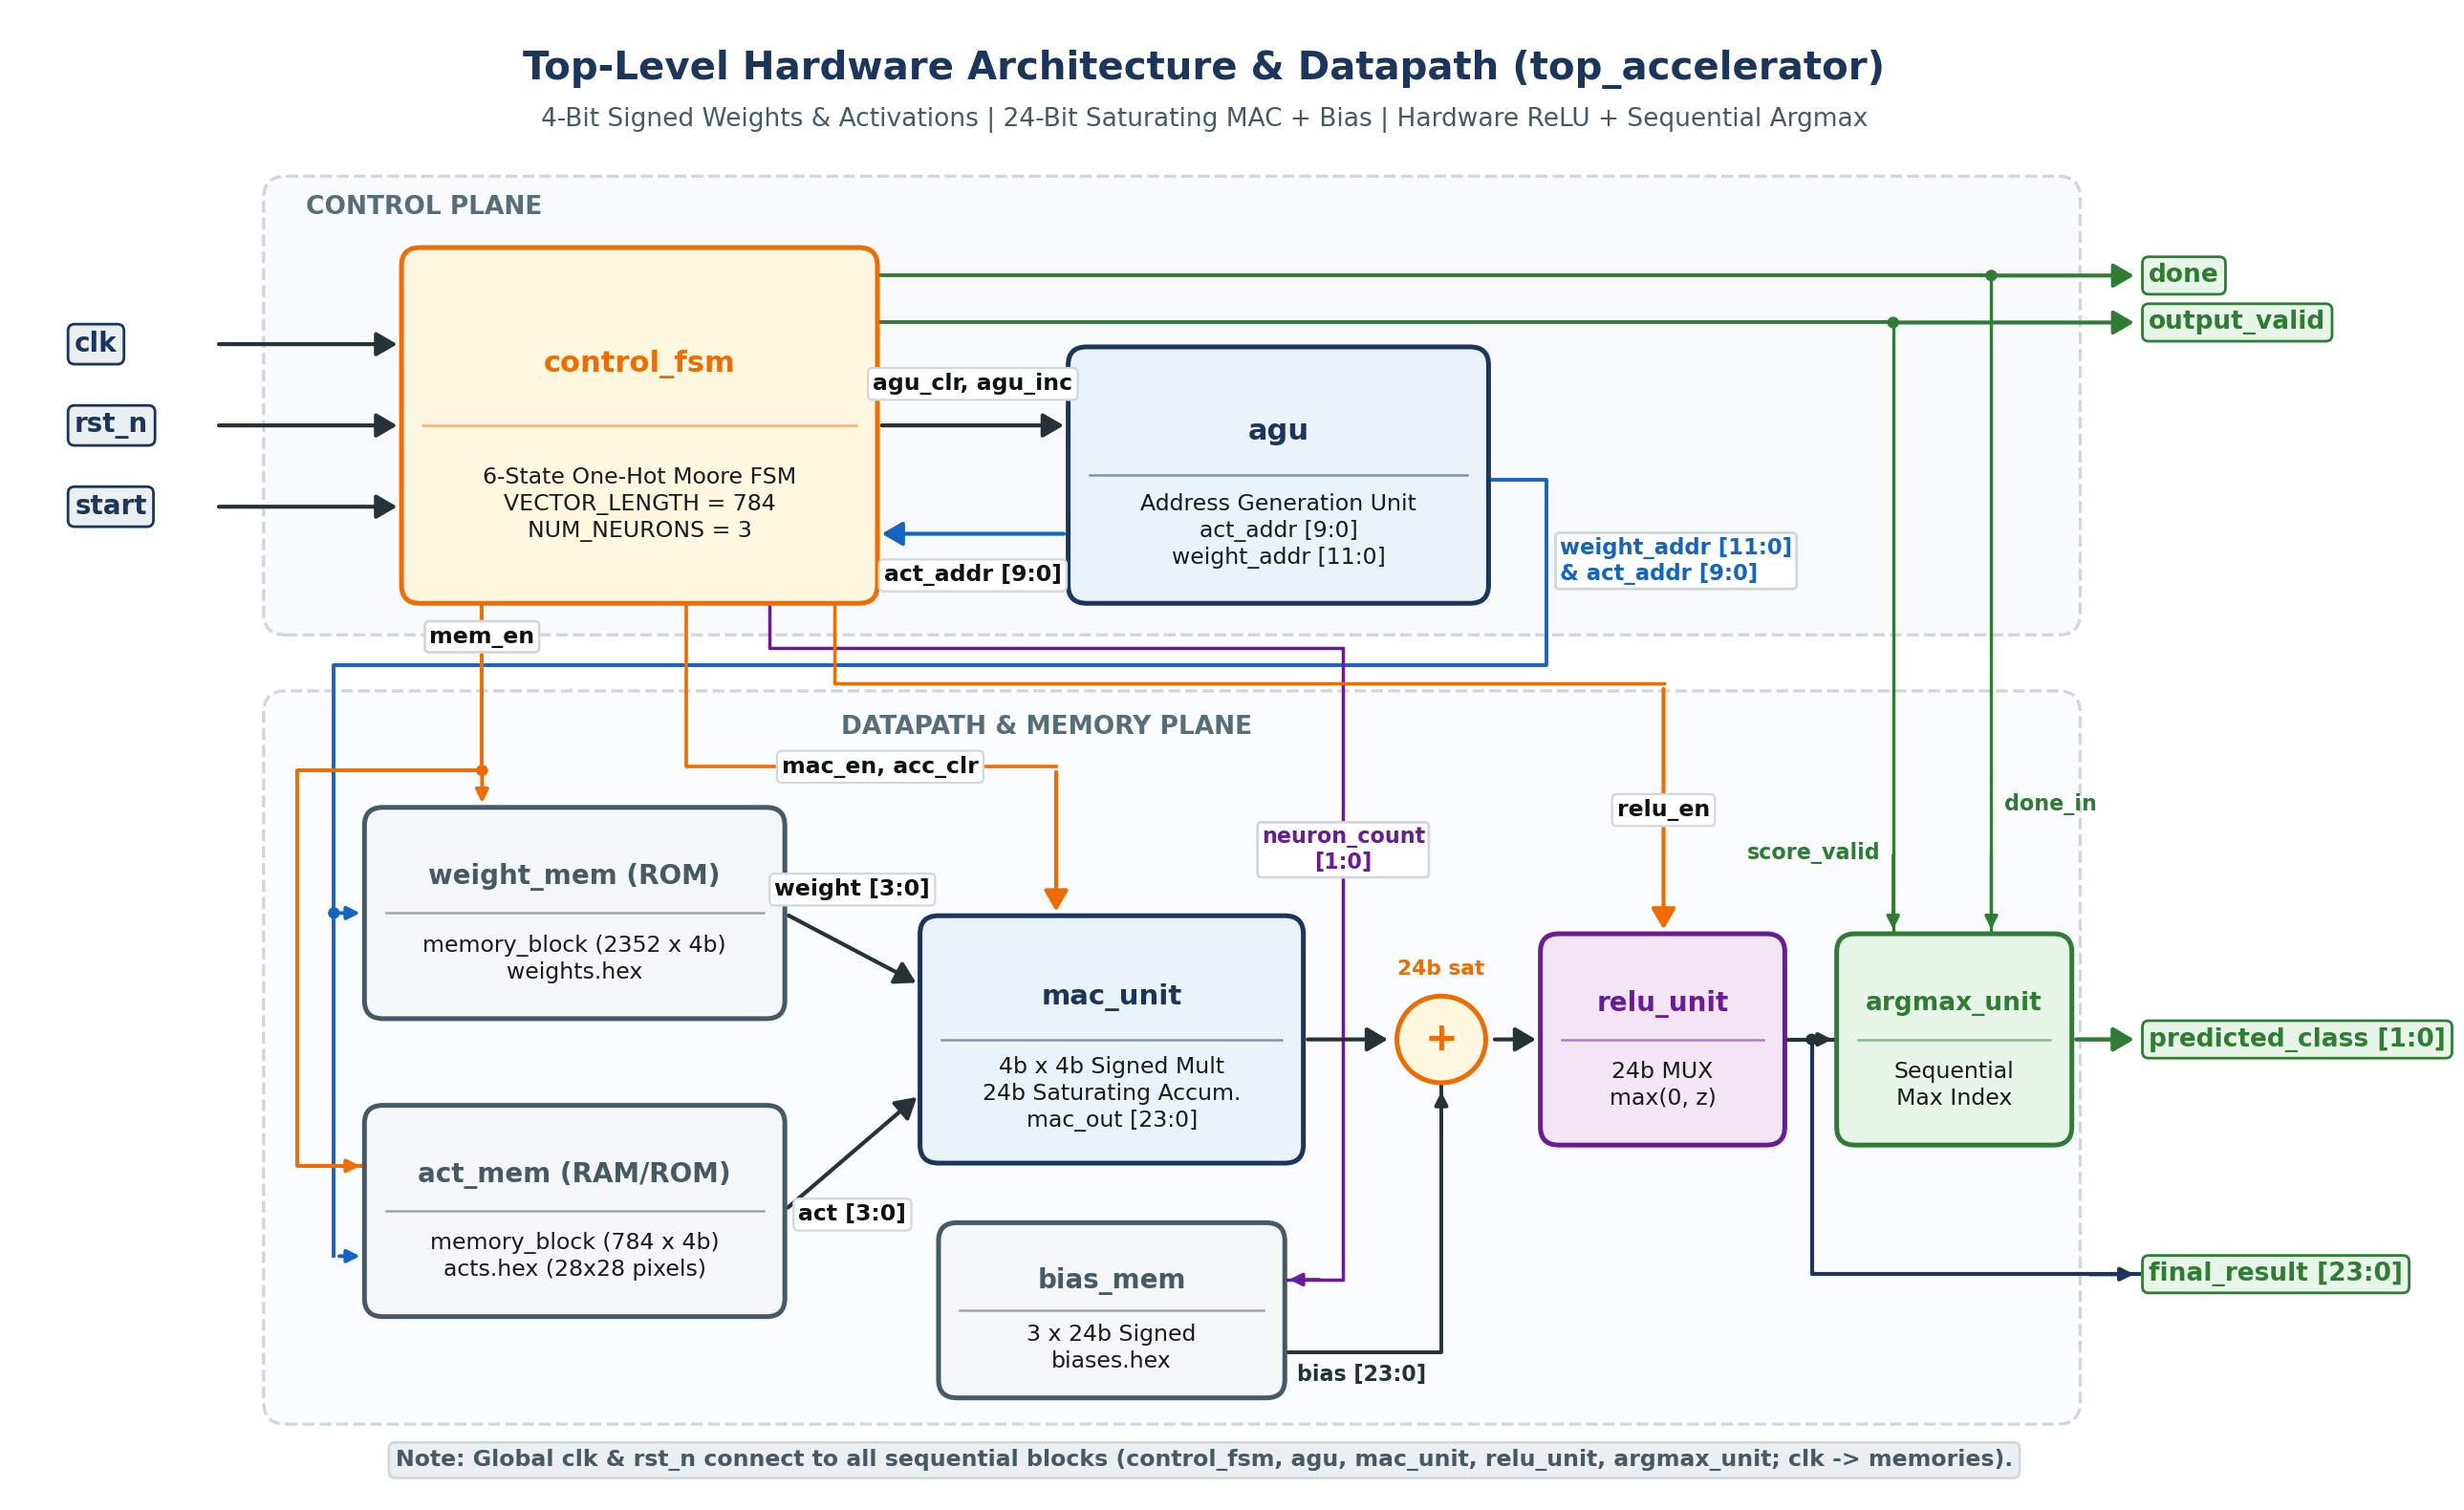 Top-Level Hardware Architecture & Datapath (top_accelerator)
4-Bit Signed Weights & Activations | 24-Bit Saturating MAC + Bias | Hardware ReLU + Sequential Argmax
CONTROL PLANE
clk
rst_n
start
control_fsm
6-State One-Hot Moore FSM
VECTOR_LENGTH = 784
NUM_NEURONS = 3
agu_clr, agu_inc
act_addr [9:0]
agu
Address Generation Unit
act_addr [9:0]
weight_addr [11:0]
weight_addr [11:0]
& act_addr [9:0]
done
output_valid
mem_en
DATAPATH & MEMORY PLANE
mac_en, acc_clr
neuron_count
[1:0]
relu_en
score_valid
done_in
weight_mem (ROM)
memory_block (2352 x 4b)
weights.hex
weight [3:0]
act_mem (RAM/ROM)
memory_block (784 x 4b)
acts.hex (28x28 pixels)
act [3:0]
mac_unit
4b x 4b Signed Mult
24b Saturating Accum.
mac_out [23:0]
24b sat
+
bias_mem
3 x 24b Signed
biases.hex
bias [23:0]
relu_unit
24b MUX
max(0, z)
argmax_unit
Sequential
Max Index
predicted_class [1:0]
final_result [23:0]
Note: Global clk & rst_n connect to all sequential blocks (control_fsm, agu, mac_unit, relu_unit, argmax_unit; clk -> memories).